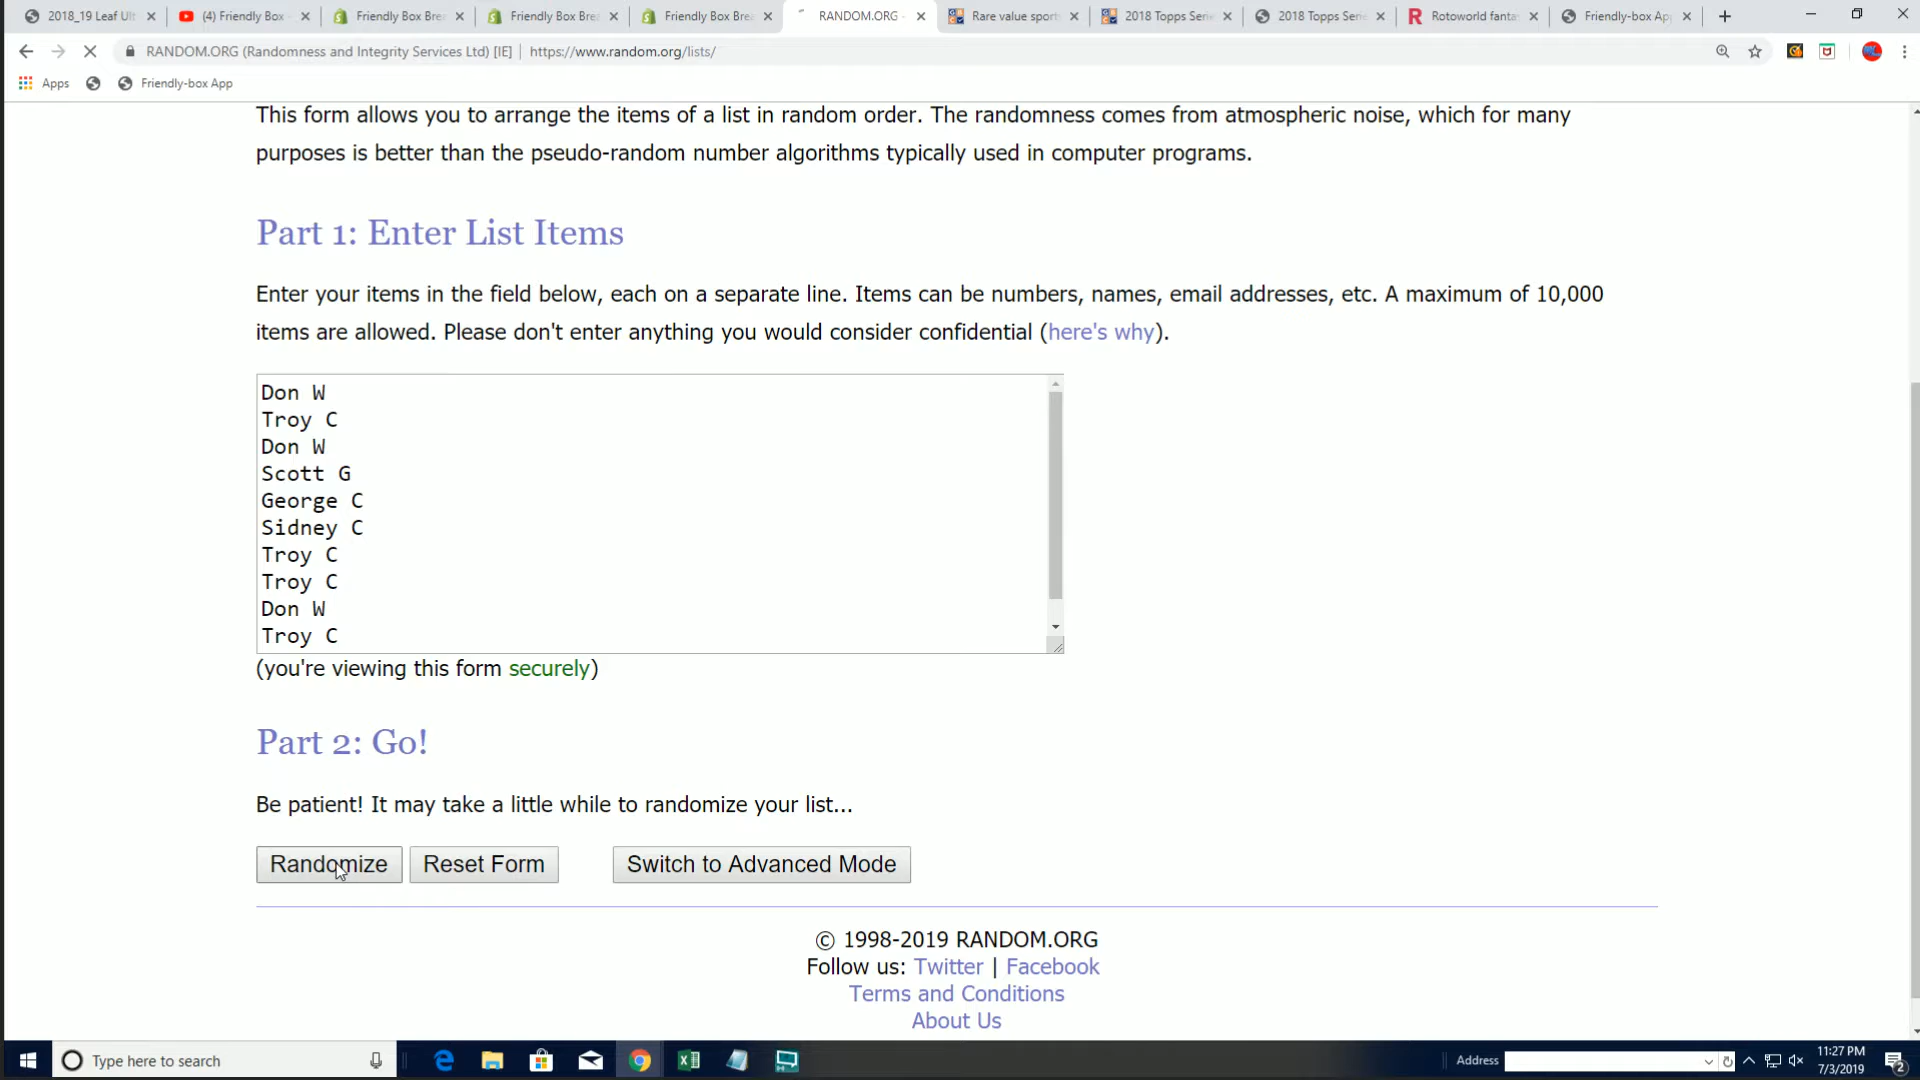 2018_19 Leaf Ul
(4) Friendly Box
Friendly Box Bre
Friendly Box Bre
Friendly Box Bre
RANDOM.ORG -
Rare value sport
2018 Topps Serie
2018 Topps Serie
Rotoworld fanta
Friendly-box App
RANDOM.ORG (Randomness and Integrity Services Ltd) [IE] | https://www.random.org/lists/
Apps
Friendly-box App
This form allows you to arrange the items of a list in random order. The randomness comes from atmospheric noise, which for many
purposes is better than the pseudo-random number algorithms typically used in computer programs.
Part 1: Enter List Items
Enter your items in the field below, each on a separate line. Items can be numbers, names, email addresses, etc. A maximum of 10,000
items are allowed. Please don't enter anything you would consider confidential (here's why).
Don W
Troy C
Don W
Scott G
George C
Sidney C
Troy C
Troy C
Don W
Troy C
(you're viewing this form securely)
Part 2: Go!
Be patient! It may take a little while to randomize your list...
Randomize
Reset Form
Switch to Advanced Mode
© 1998-2019 RANDOM.ORG
Follow us: Twitter | Facebook
Terms and Conditions
About Us
Type here to search
Address
11:27 PM
7/3/2019
2